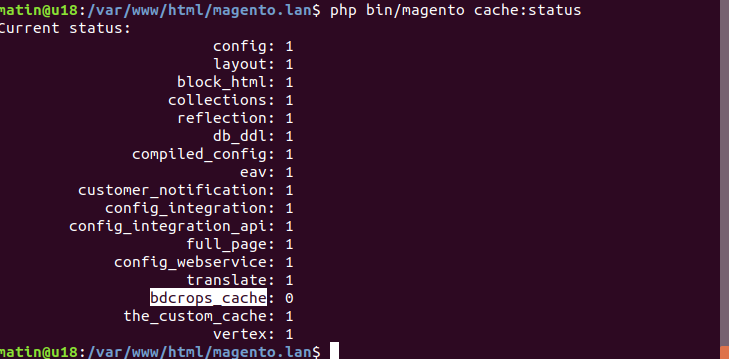 matin@u18:/var/www/html/magento.lan$ php bin/magento cache:status
Current status:
config: 1
layout: 1
block_html: 1
collections: 1
reflection: 1
db_ddl: 1
compiled_config: 1
eav: 1
customer_notification: 1
config_integration: 1
config_integration_api: 1
full_page: 1
config_webservice: 1
translate: 1
bdcrops_cache: 0
the_custom_cache: 1
vertex: 1
matin@u18:/var/www/html/magento.lan$